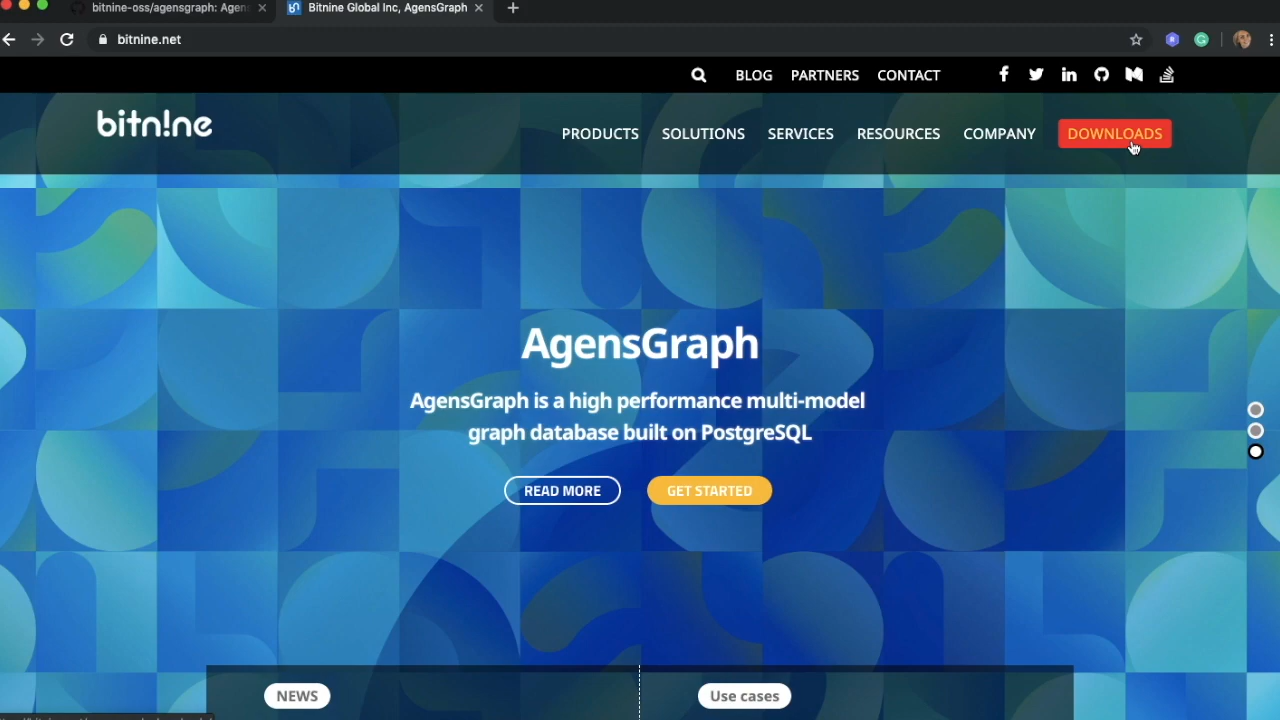 bitnine-oss/agensgraph: Agen
Bitnine Global Inc, AgensGraph
bitnine.net
BLOG PARTNERS CONTACT
bitn!ne
PRODUCTS SOLUTIONS SERVICES RESOURCES COMPANY DOWNLOADS
AgensGraph
AgensGraph is a high performance multi-model
graph database built on PostgreSQL
READ MORE GET STARTED
NEWS Use cases